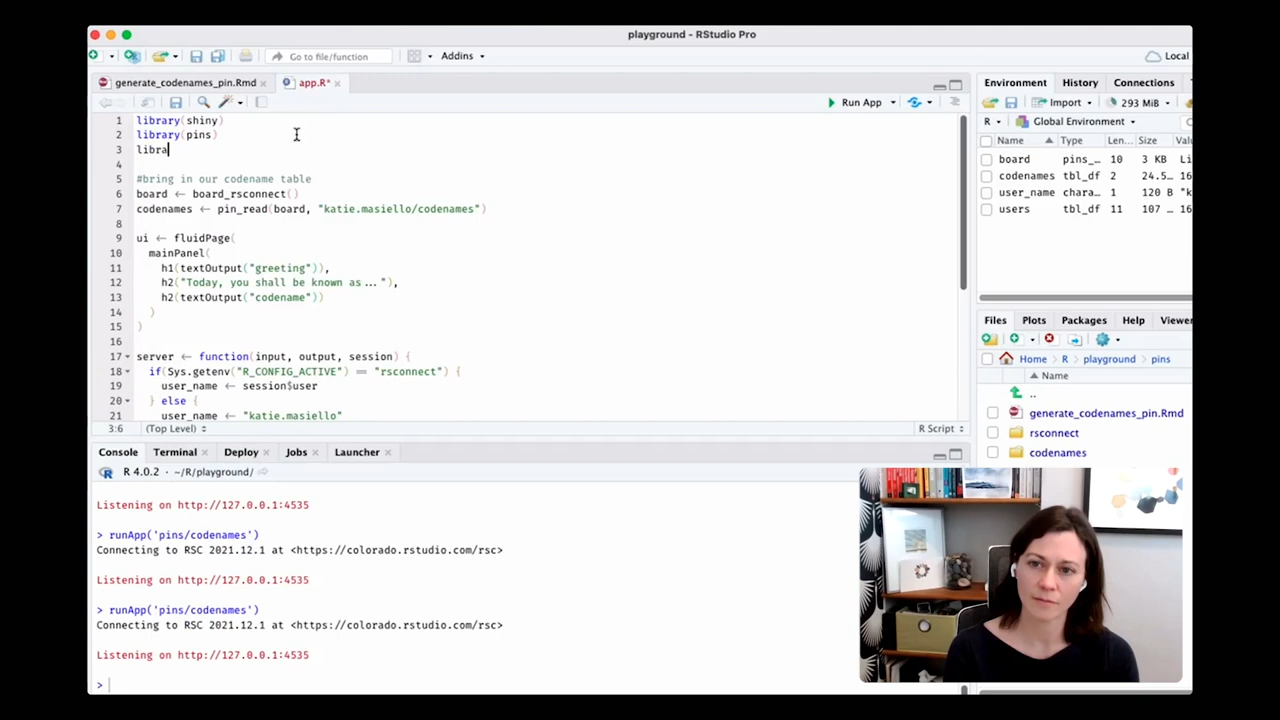 playground - RStudio Pro
Go to file/function
Addins
Local
generate_codenames_pin.Rmd
app.R*
Run App
1 library(shiny)
2 library(pins)
3 libra
4
5 #bring in our codename table
6 board ← board_rsconnect()
7 codenames ← pin_read(board, "katie.masiello/codenames")
8
9 ui ← fluidPage(
10 mainPanel(
11 h1(textOutput("greeting")),
12 h2("Today, you shall be known as..."),
13 h2(textOutput("codename"))
14 )
15 )
16
17 server ← function(input, output, session) {
18 if(Sys.getenv("R_CONFIG_ACTIVE") == "rsconnect") {
19 user_name ← session$user
20 } else {
21 user_name ← "katie.masiello"
3:6 (Top Level) R Script
Console Terminal Deploy Jobs Launcher
R 4.0.2 · ~/R/playground/
Listening on http://127.0.0.1:4535
> runApp('pins/codenames')
Connecting to RSC 2021.12.1 at <https://colorado.rstudio.com/rsc>
Listening on http://127.0.0.1:4535
> runApp('pins/codenames')
Connecting to RSC 2021.12.1 at <https://colorado.rstudio.com/rsc>
Listening on http://127.0.0.1:4535
>
Environment History Connections
Import 293 MiB
R Global Environment
Name Type Len... Size Val
board pins_... 10 3 KB Li
codenames tbl_df 2 24.5... 16
user_name chara... 1 120 B "k
users tbl_df 11 107 ... 16
Files Plots Packages Help Viewer
Home R playground pins
Name
..
generate_codenames_pin.Rmd
rsconnect
codenames